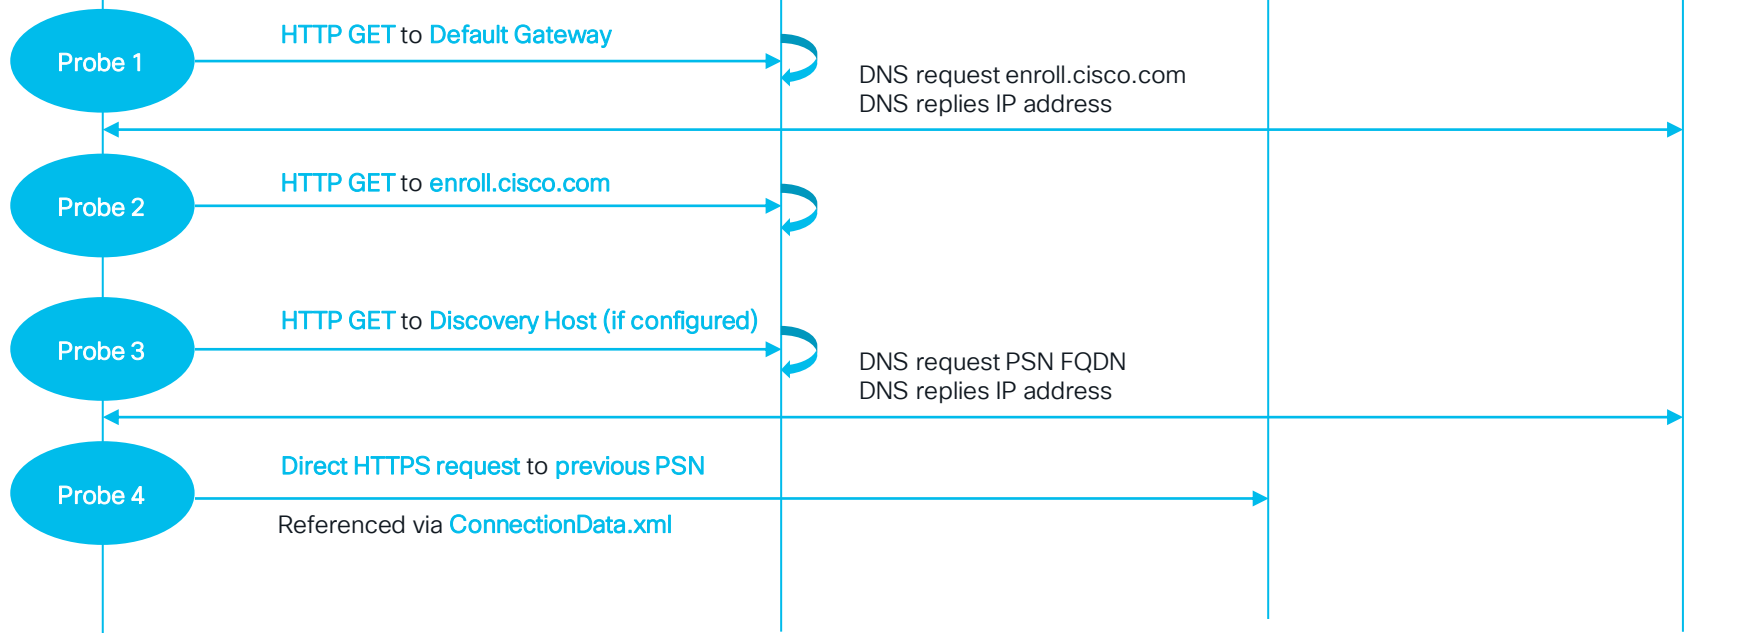 Probe 1
HTTP GET to Default Gateway
DNS request enroll.cisco.com
DNS replies IP address
Probe 2
HTTP GET to enroll.cisco.com
Probe 3
HTTP GET to Discovery Host (if configured)
DNS request PSN FQDN
DNS replies IP address
Probe 4
Direct HTTPS request to previous PSN
Referenced via ConnectionData.xml